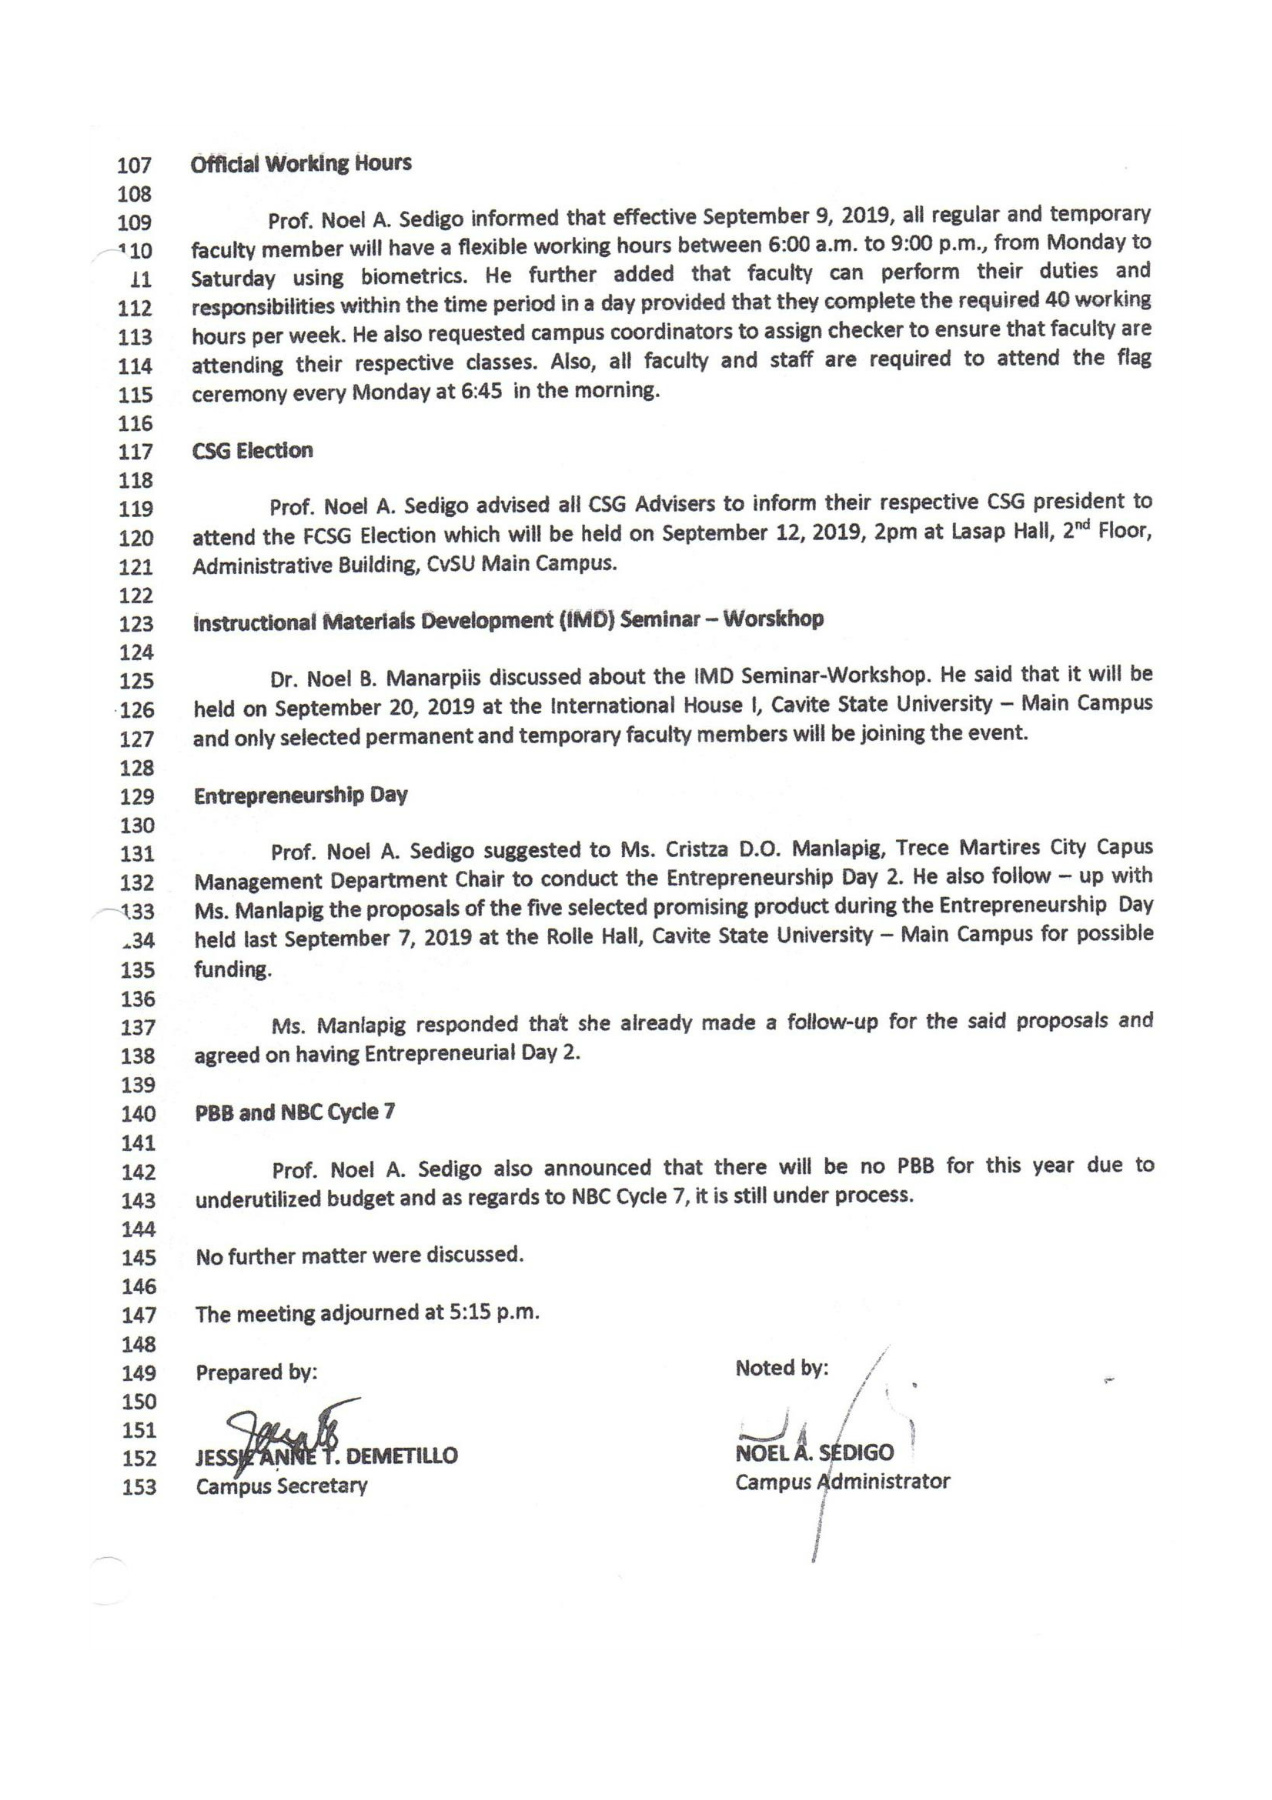 107 Official Working Hours
108
109 Prof. Noel A. Sedigo informed that effective September 9, 2019, all regular and temporary
110 faculty member will have a flexible working hours between 6:00 a.m. to 9:00 p.m., from Monday to
11 Saturday using biometrics. He further added that faculty can perform their duties and
112 responsibilities within the time period in a day provided that they complete the required 40 working
113 hours per week. He also requested campus coordinators to assign checker to ensure that faculty are
114 attending their respective classes. Also, all faculty and staff are required to attend the flag
115 ceremony every Monday at 6:45 in the morning.
116
117 CSG Election
118
119 Prof. Noel A. Sedigo advised all CSG Advisers to inform their respective CSG president to
120 attend the FCSG Election which will be held on September 12, 2019, 2pm at Lasap Hall, 2nd Floor,
121 Administrative Building, CvSU Main Campus.
122
123 Instructional Materials Development (IMD) Seminar – Worskhop
124
125 Dr. Noel B. Manarpiis discussed about the IMD Seminar-Workshop. He said that it will be
126 held on September 20, 2019 at the International House I, Cavite State University – Main Campus
127 and only selected permanent and temporary faculty members will be joining the event.
128
129 Entrepreneurship Day
130
131 Prof. Noel A. Sedigo suggested to Ms. Cristza D.O. Manlapig, Trece Martires City Capus
132 Management Department Chair to conduct the Entrepreneurship Day 2. He also follow – up with
133 Ms. Manlapig the proposals of the five selected promising product during the Entrepreneurship Day
34 held last September 7, 2019 at the Rolle Hall, Cavite State University – Main Campus for possible
135 funding.
136
137 Ms. Manlapig responded that she already made a follow-up for the said proposals and
138 agreed on having Entrepreneurial Day 2.
139
140 PBB and NBC Cycle 7
141
142 Prof. Noel A. Sedigo also announced that there will be no PBB for this year due to
143 underutilized budget and as regards to NBC Cycle 7, it is still under process.
144
145 No further matter were discussed.
146
147 The meeting adjourned at 5:15 p.m.
148
149 Prepared by: Noted by:
150
151
152 JESSIE ANNE T. DEMETILLO NOEL A. SEDIGO
153 Campus Secretary Campus Administrator